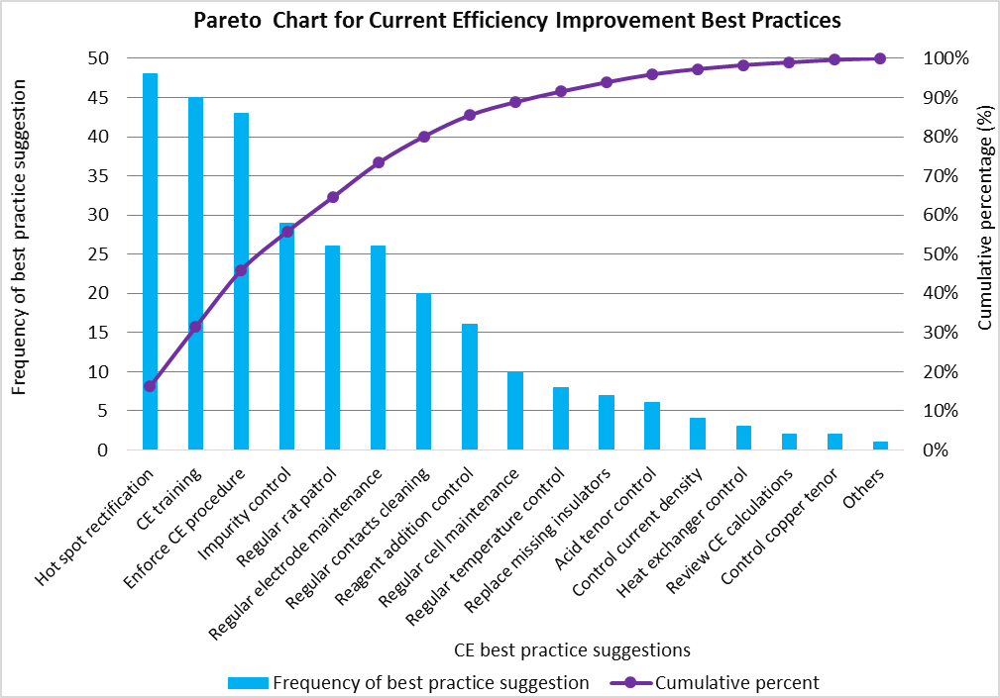 Pareto Chart for Current Efficiency Improvement Best Practices
Frequency of best practice suggestion
50
45
40
35
30
25
20
15
10
5
0
100%
90%
80%
70%
60%
50%
40%
30%
20%
10%
0%
Cumulative percentage (%)
Hot spot rectification
CE training
Enforce CE procedure
Impurity control
Regular rat patrol
Regular electrode maintenance
Regular contacts cleaning
Reagent addition control
Regular cell maintenance
Regular temperature control
Replace missing insulators
Acid tenor control
Control current density
Heat exchanger control
Review CE calculations
Control copper tenor
Others
CE best practice suggestions
Frequency of best practice suggestion
Cumulative percent